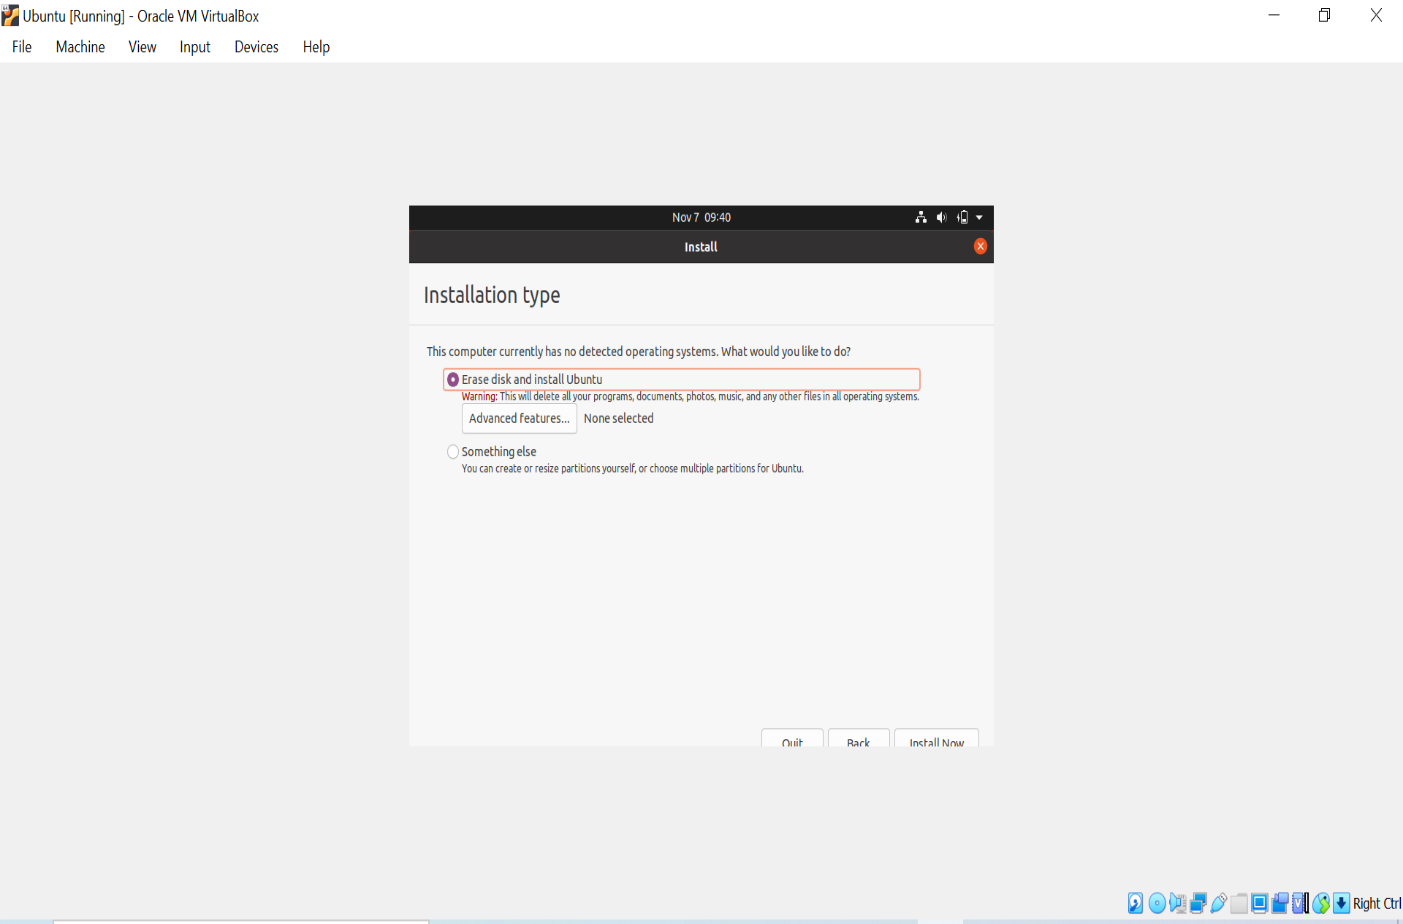 Ubuntu [Running] - Oracle VM VirtualBox
File Machine View Input Devices Help
Nov 7 09:40
Install
Installation type
This computer currently has no detected operating systems. What would you like to do?
Erase disk and install Ubuntu
Warning: This will delete all your programs, documents, photos, music, and any other files in all operating systems.
Advanced features... None selected
Something else
You can create or resize partitions yourself, or choose multiple partitions for Ubuntu.
Quit Back Install Now
Right Ctrl